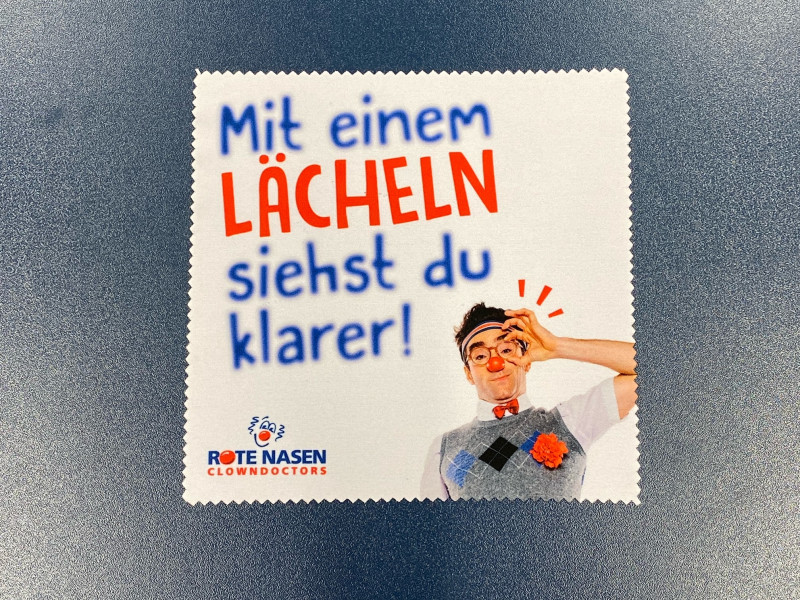 Mit einem
LÄCHELN
siehst du
klarer!
ROTE NASEN
CLOWNDOCTORS